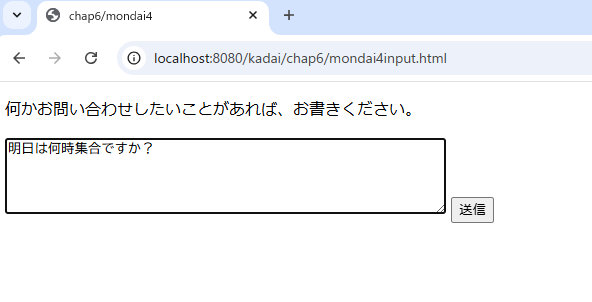 chap6/mondai4
localhost:8080/kadai/chap6/mondai4input.html
何かお問い合わせしたいことがあれば、お書きください。
明日は何時集合ですか？
送信